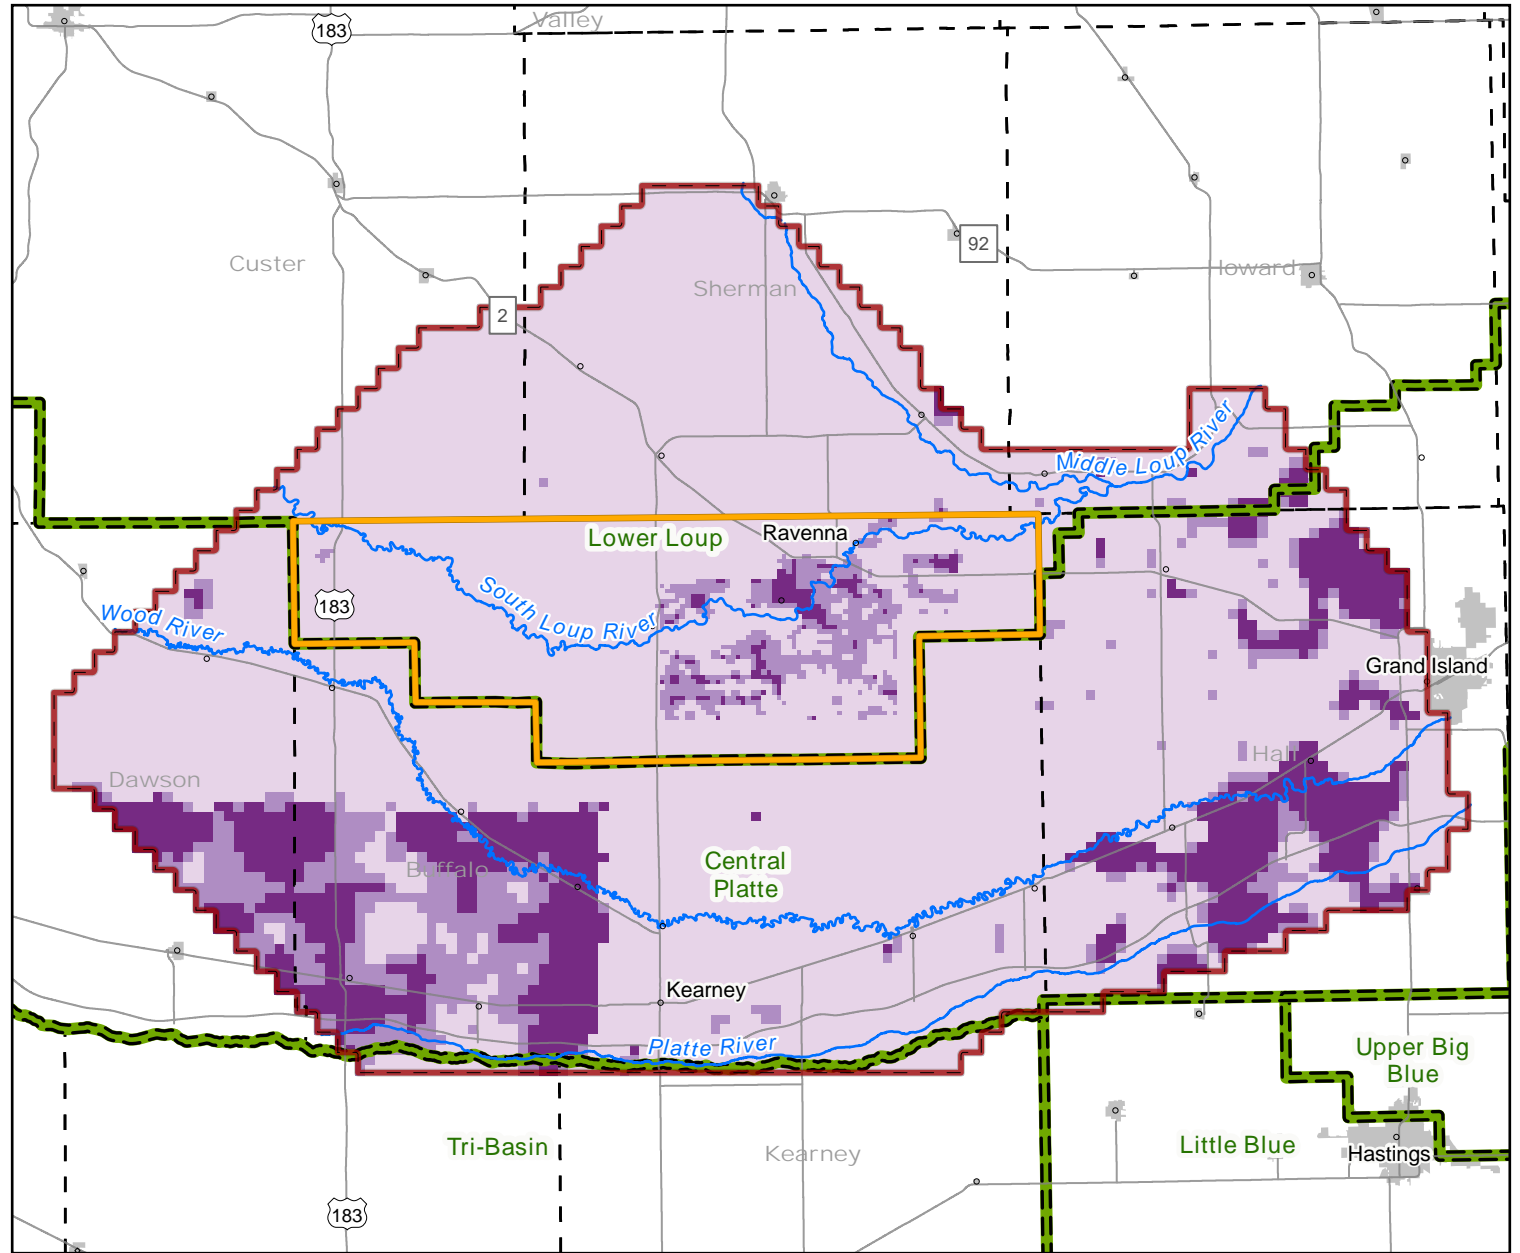 Valley
183
92
Custer
Howard
Sherman
2
Middle Loup River
Lower Loup
Ravenna
South Loup River
183
Wood River
Grand Island
Dawson
Hall
Buffalo
Central
Platte
Kearney
Platte River
Upper Big
Blue
Tri-Basin
Kearney
Little Blue
Hastings
183